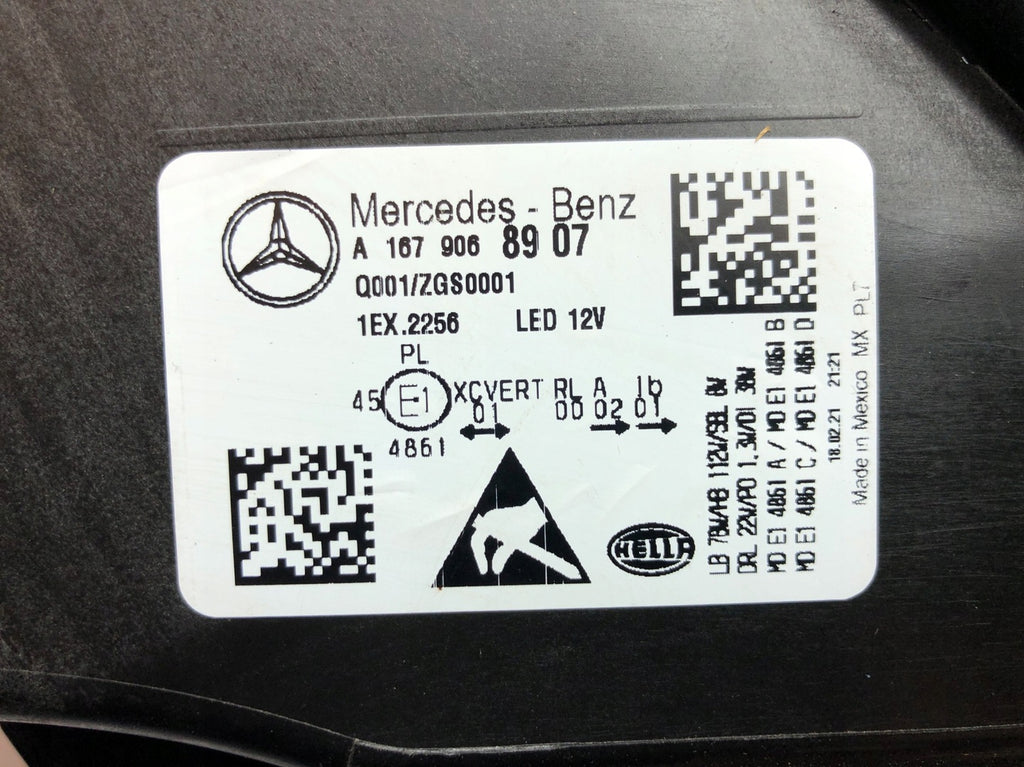 Mercedes - Benz
A 167 906 89 07
Q001/ZGS0001
1EX.2256 LED 12V
PL
45 E1 XCVERT RL A 1b
01 00 02 01
4861
HELLA
LB 78W/HB 112W/SBL 8W
DRL 22W/PO 1,3W/DI 38W
MD E1 4861 A / MD E1 4861 B
MD E1 4861 C / MD E1 4861 D
18.02.21 21:21
Made in Mexico MX PLT